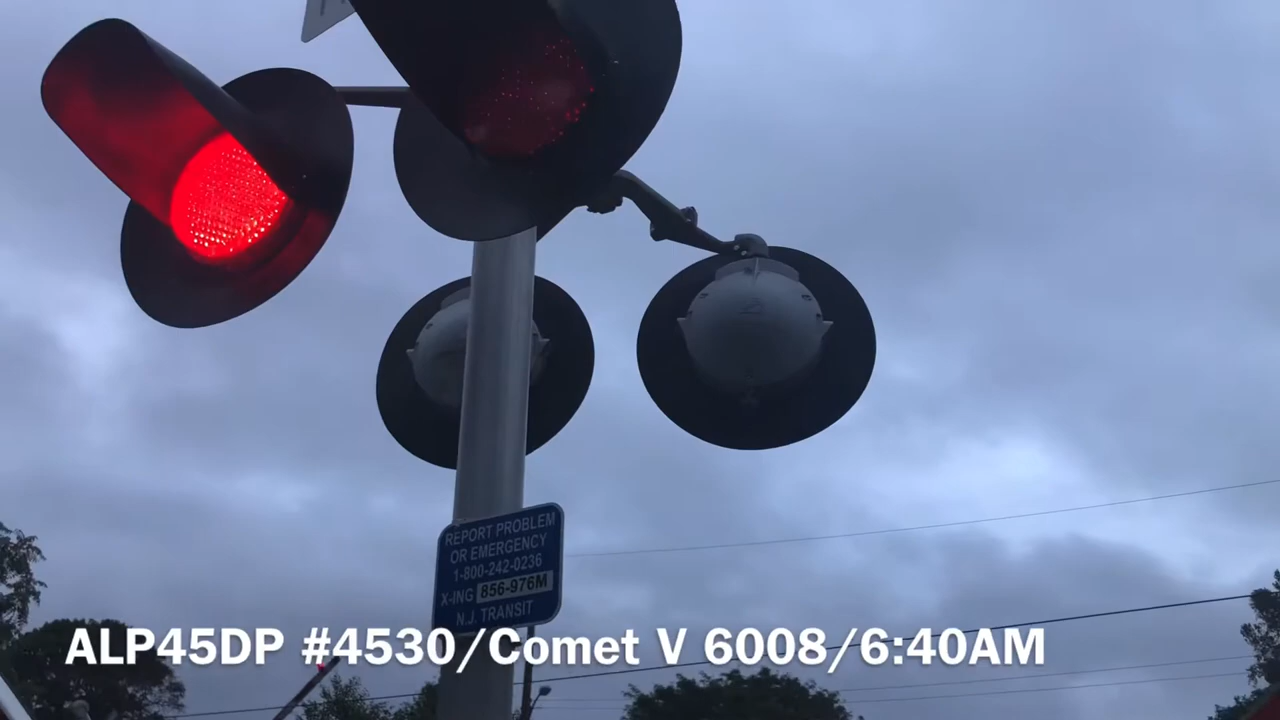 REPORT PROBLEM
OR EMERGENCY
1-800-242-0236
X-ING 856-976M
N.J. TRANSIT
ALP45DP #4530/Comet V 6008/6:40AM